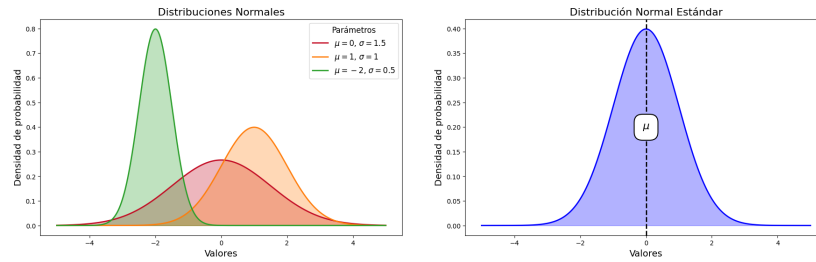 Distribuciones Normales
Densidad de probabilidad
0.8
0.7
0.6
0.5
0.4
0.3
0.2
0.1
0.0
Parámetros
μ = 0, σ = 1.5
μ = 1, σ = 1
μ = −2, σ = 0.5
−4
−2
0
2
4
Valores
Distribución Normal Estándar
Densidad de probabilidad
0.40
0.35
0.30
0.25
0.20
0.15
0.10
0.05
0.00
μ
−4
−2
0
2
4
Valores